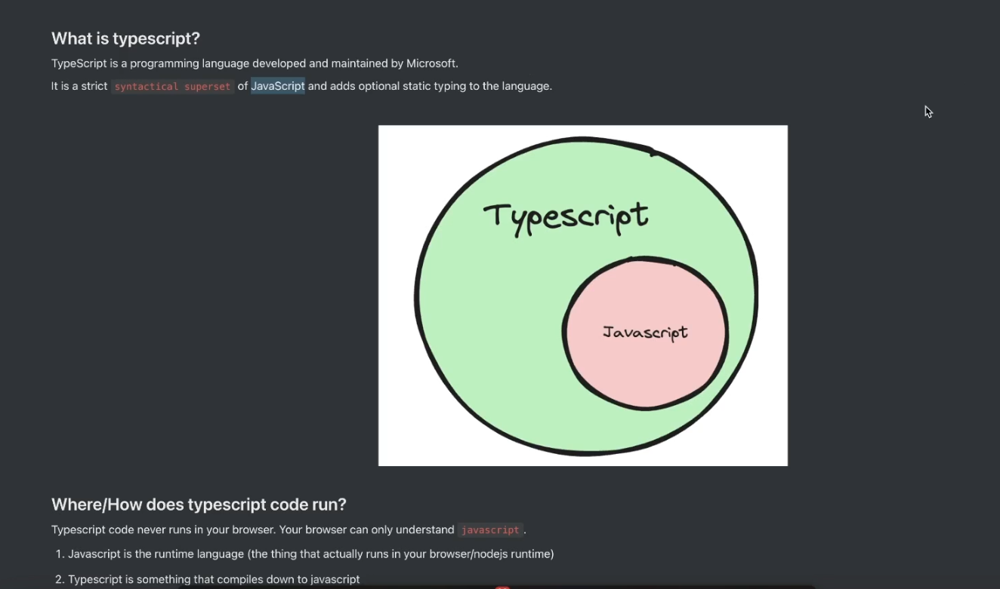 What is typescript?
TypeScript is a programming language developed and maintained by Microsoft.
It is a strict syntactical superset of JavaScript and adds optional static typing to the language.
Typescript
Javascript
Where/How does typescript code run?
Typescript code never runs in your browser. Your browser can only understand javascript .
1. Javascript is the runtime language (the thing that actually runs in your browser/nodejs runtime)
2. Typescript is something that compiles down to javascript